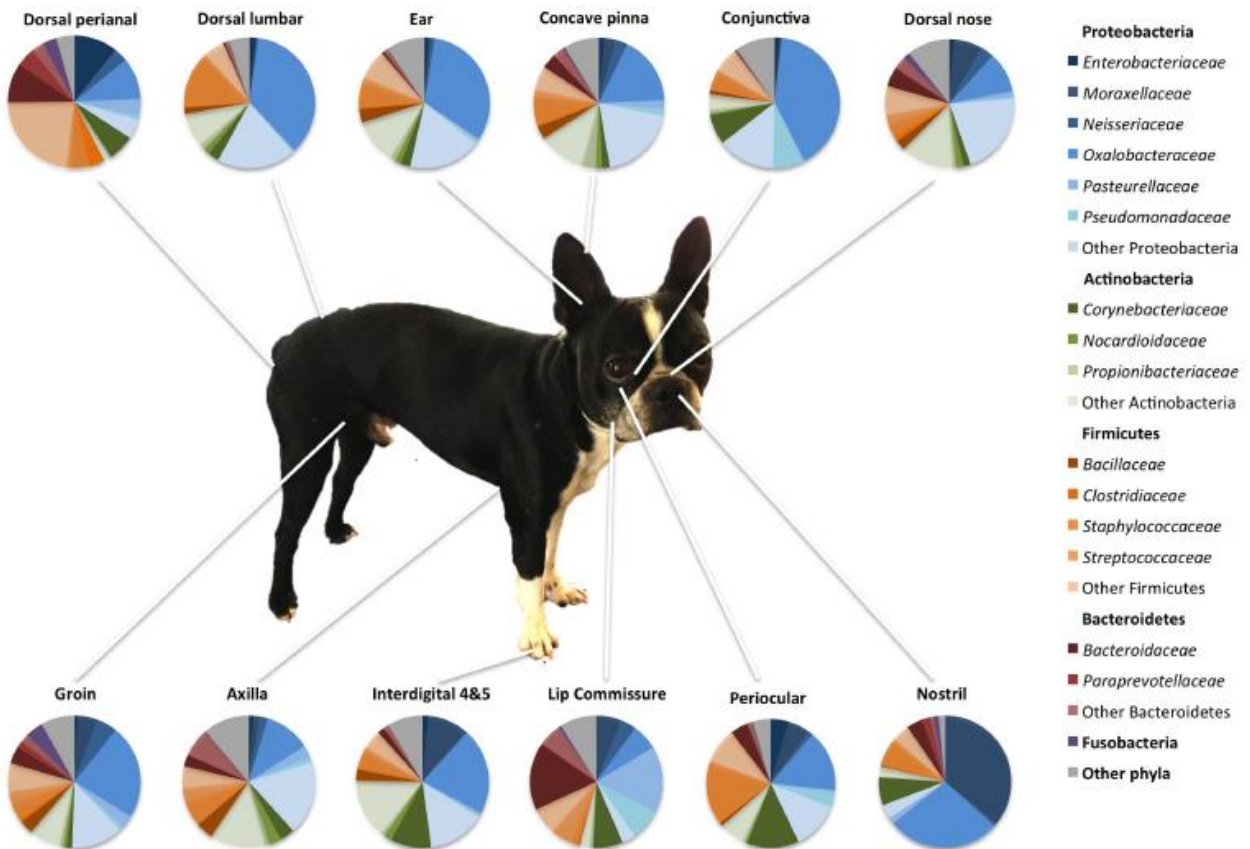 Dorsal perianal
Dorsal lumbar
Ear
Concave pinna
Conjunctiva
Dorsal nose
Groin
Axilla
Interdigital 4&5
Lip Commissure
Periocular
Nostril
Proteobacteria
Enterobacteriaceae
Moraxellaceae
Neisseriaceae
Oxalobacteraceae
Pasteurellaceae
Pseudomonadaceae
Other Proteobacteria
Actinobacteria
Corynebacteriaceae
Nocardioidaceae
Propionibacteriaceae
Other Actinobacteria
Firmicutes
Bacillaceae
Clostridiaceae
Staphylococcaceae
Streptococcaceae
Other Firmicutes
Bacteroidetes
Bacteroidaceae
Paraprevotellaceae
Other Bacteroidetes
Fusobacteria
Other phyla